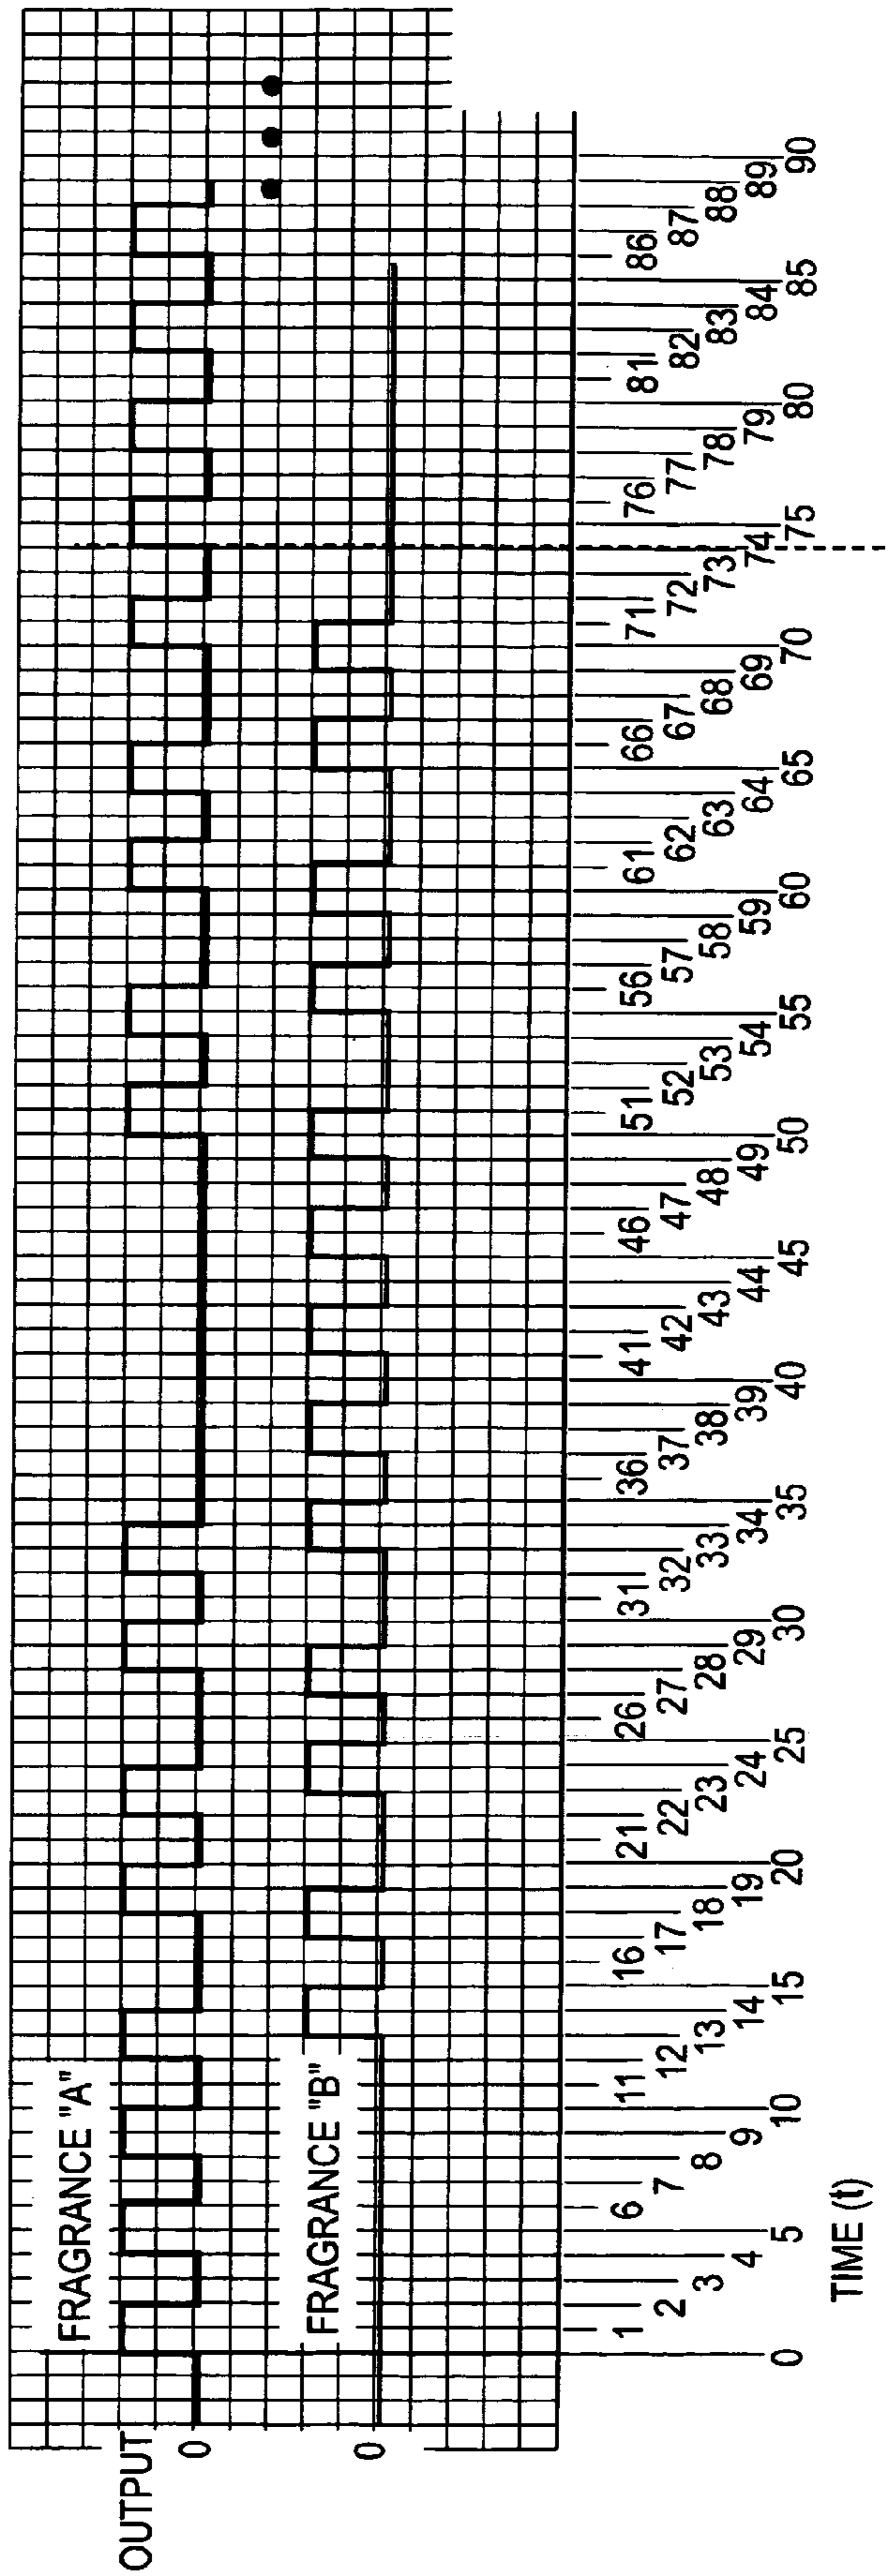 OUTPUT
FRAGRANCE "A"
0
FRAGRANCE "B"
0
0 1 2 3 4 5 6 7 8 9 10 11 12 13 14 15 16 17 18 19 20 21 22 23 24 25 26 27 28 29 30 31 32 33 34 35 36 37 38 39 40 41 42 43 44 45 46 47 48 49 50 51 52 53 54 55 56 57 58 59 60 61 62 63 64 65 66 67 68 69 70 71 72 73 74 75 76 77 78 79 80 81 82 83 84 85 86 87 88 89 90
TIME (t)